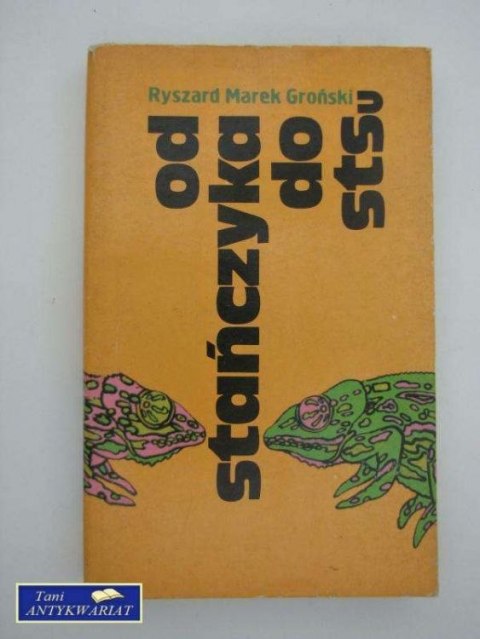 Ryszard Marek Groński
od
stańczyka
do
stsu
Tani
ANTYKWARIAT